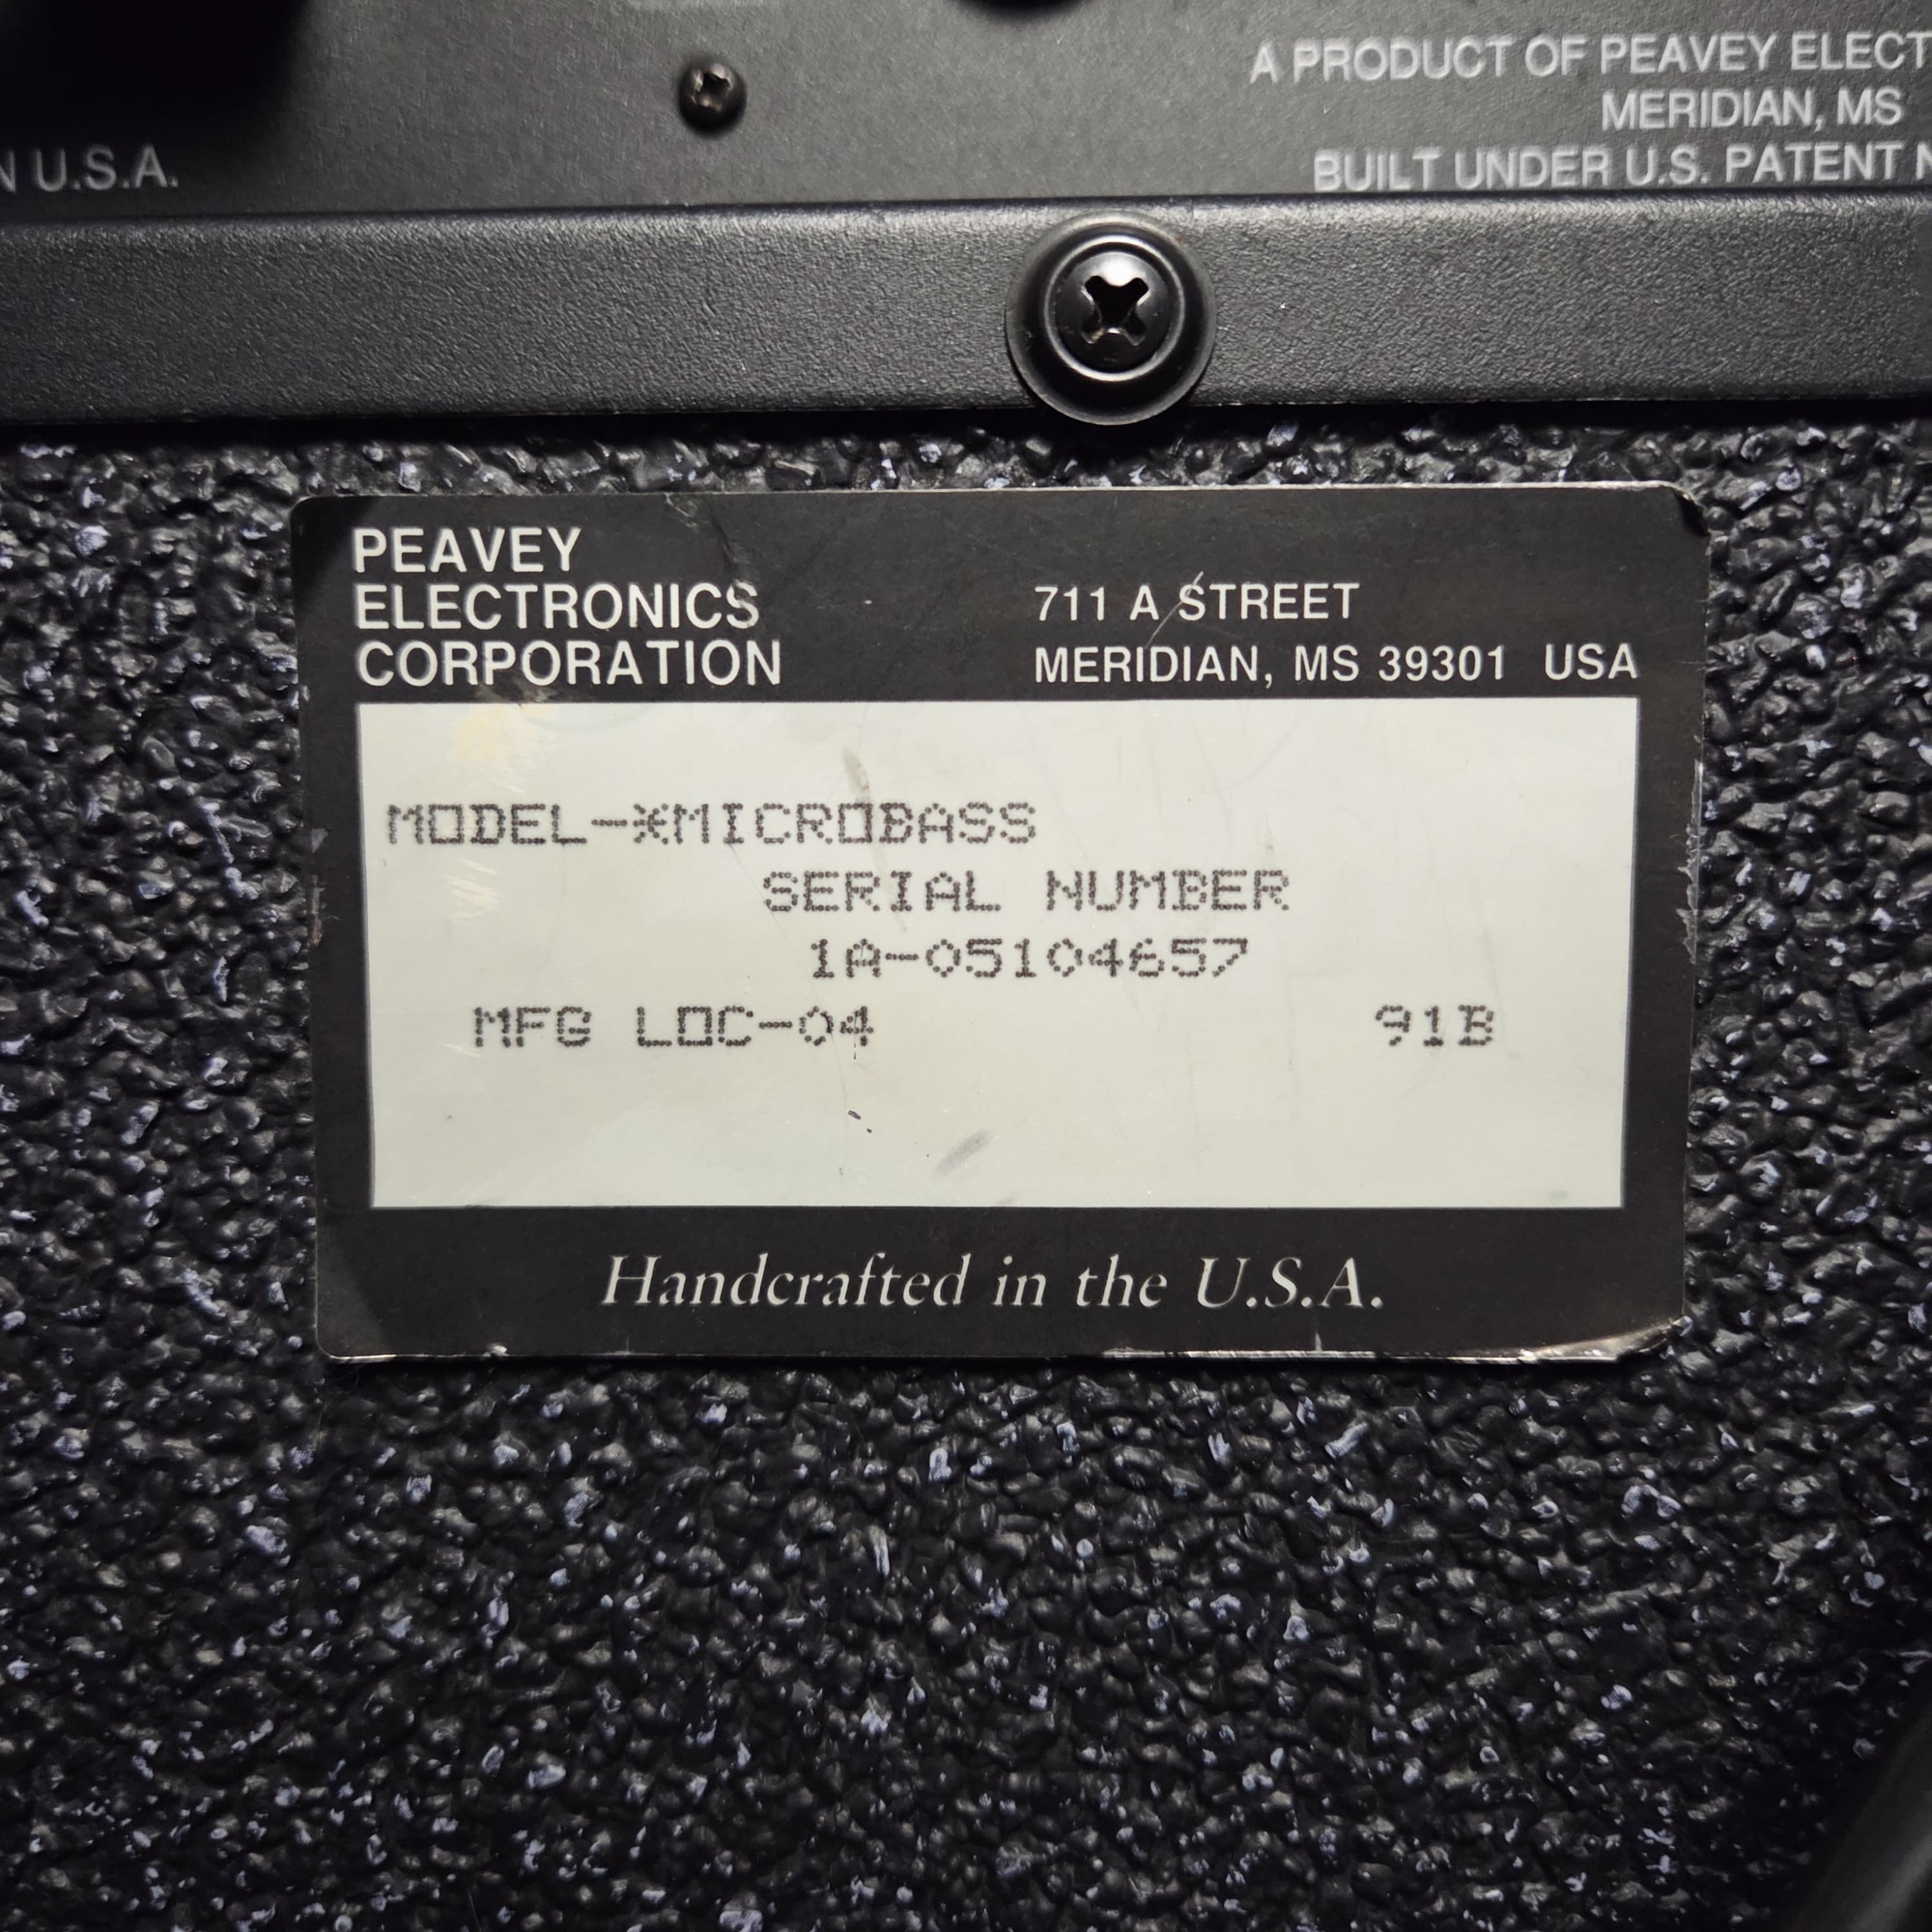 A PRODUCT OF PEAVEY ELECT
MERIDIAN, MS
N U.S.A.
BUILT UNDER U.S. PATENT N
PEAVEY
ELECTRONICS
CORPORATION
711 A STREET
MERIDIAN, MS 39301 USA
MODEL-*MICROBASS
SERIAL NUMBER
1A-05104657
MFG LOC-04 91B
Handcrafted in the U.S.A.